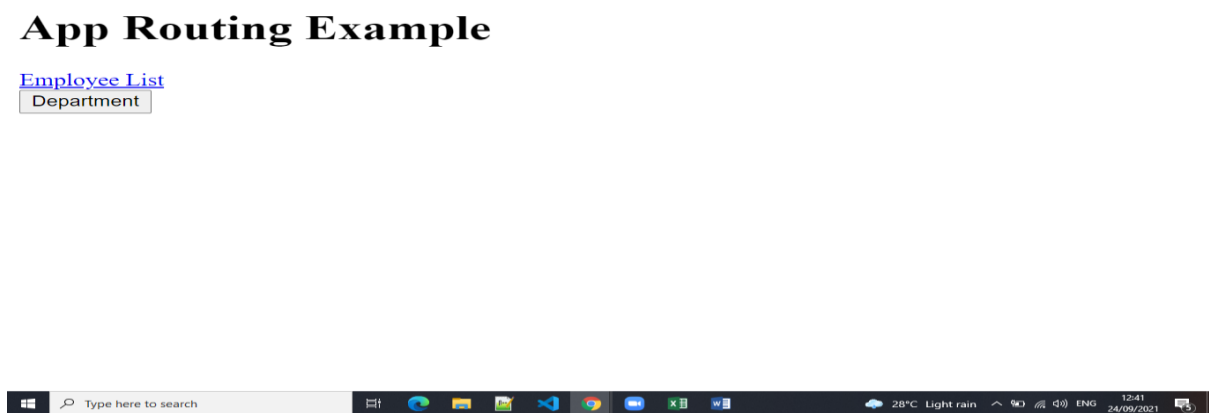 App Routing Example
Employee List
Department
Type here to search
28°C Light rain
ENG
12:41
24/09/2021
5